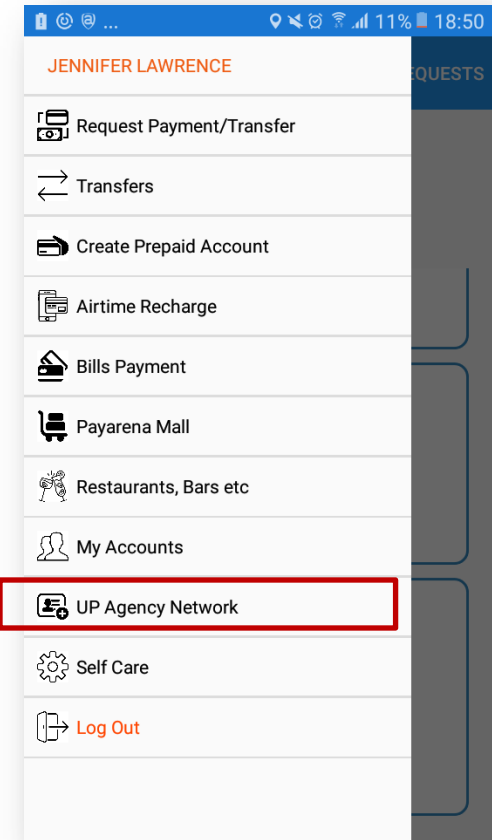 ... 11% 18:50
JENNIFER LAWRENCE
QUESTS
Request Payment/Transfer
Transfers
Create Prepaid Account
Airtime Recharge
Bills Payment
Payarena Mall
Restaurants, Bars etc
My Accounts
UP Agency Network
Self Care
Log Out